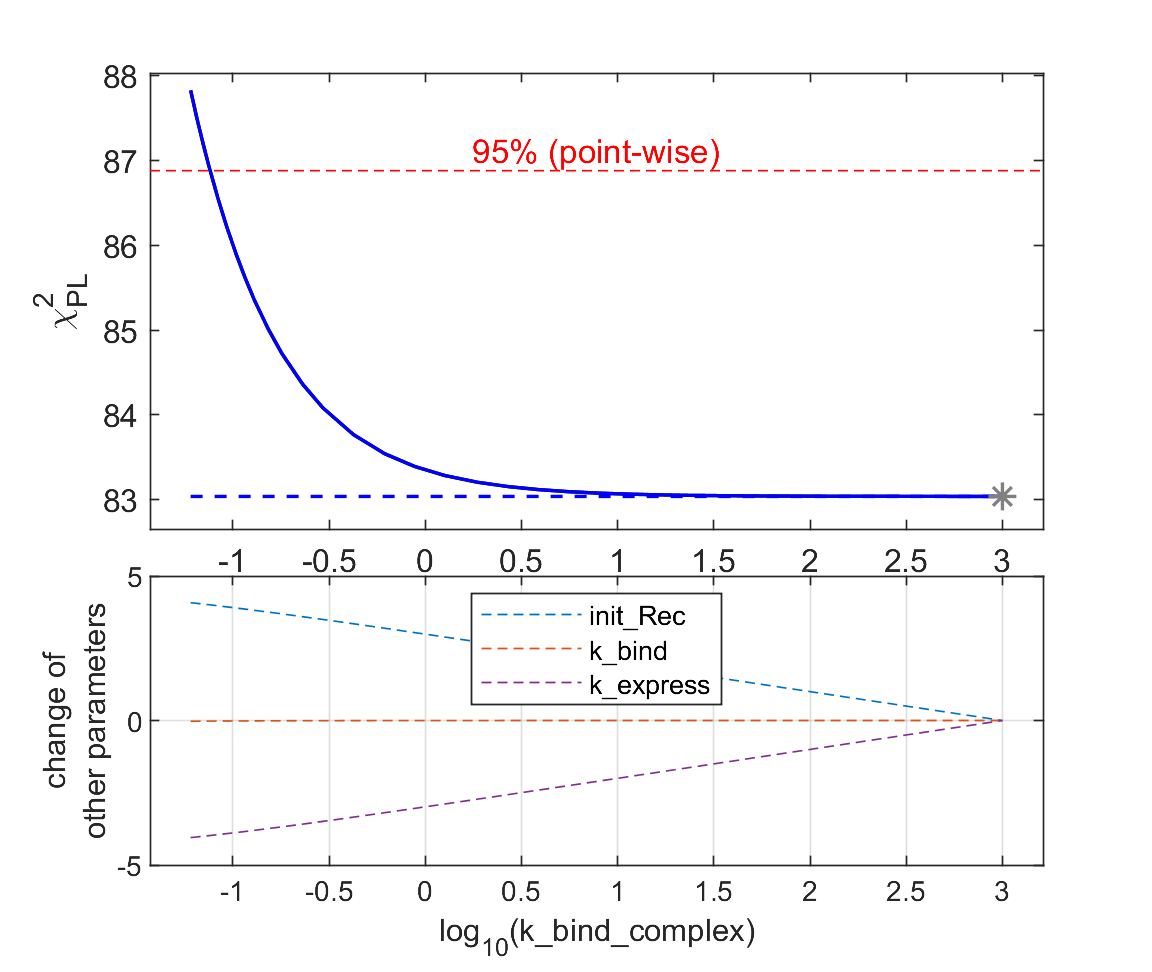 88
87
86
85
84
83
χ²PL
95% (point-wise)
-1 -0.5 0 0.5 1 1.5 2 2.5 3
5
0
-5
change of
other parameters
init_Rec
k_bind
k_express
-1 -0.5 0 0.5 1 1.5 2 2.5 3
log10(k_bind_complex)